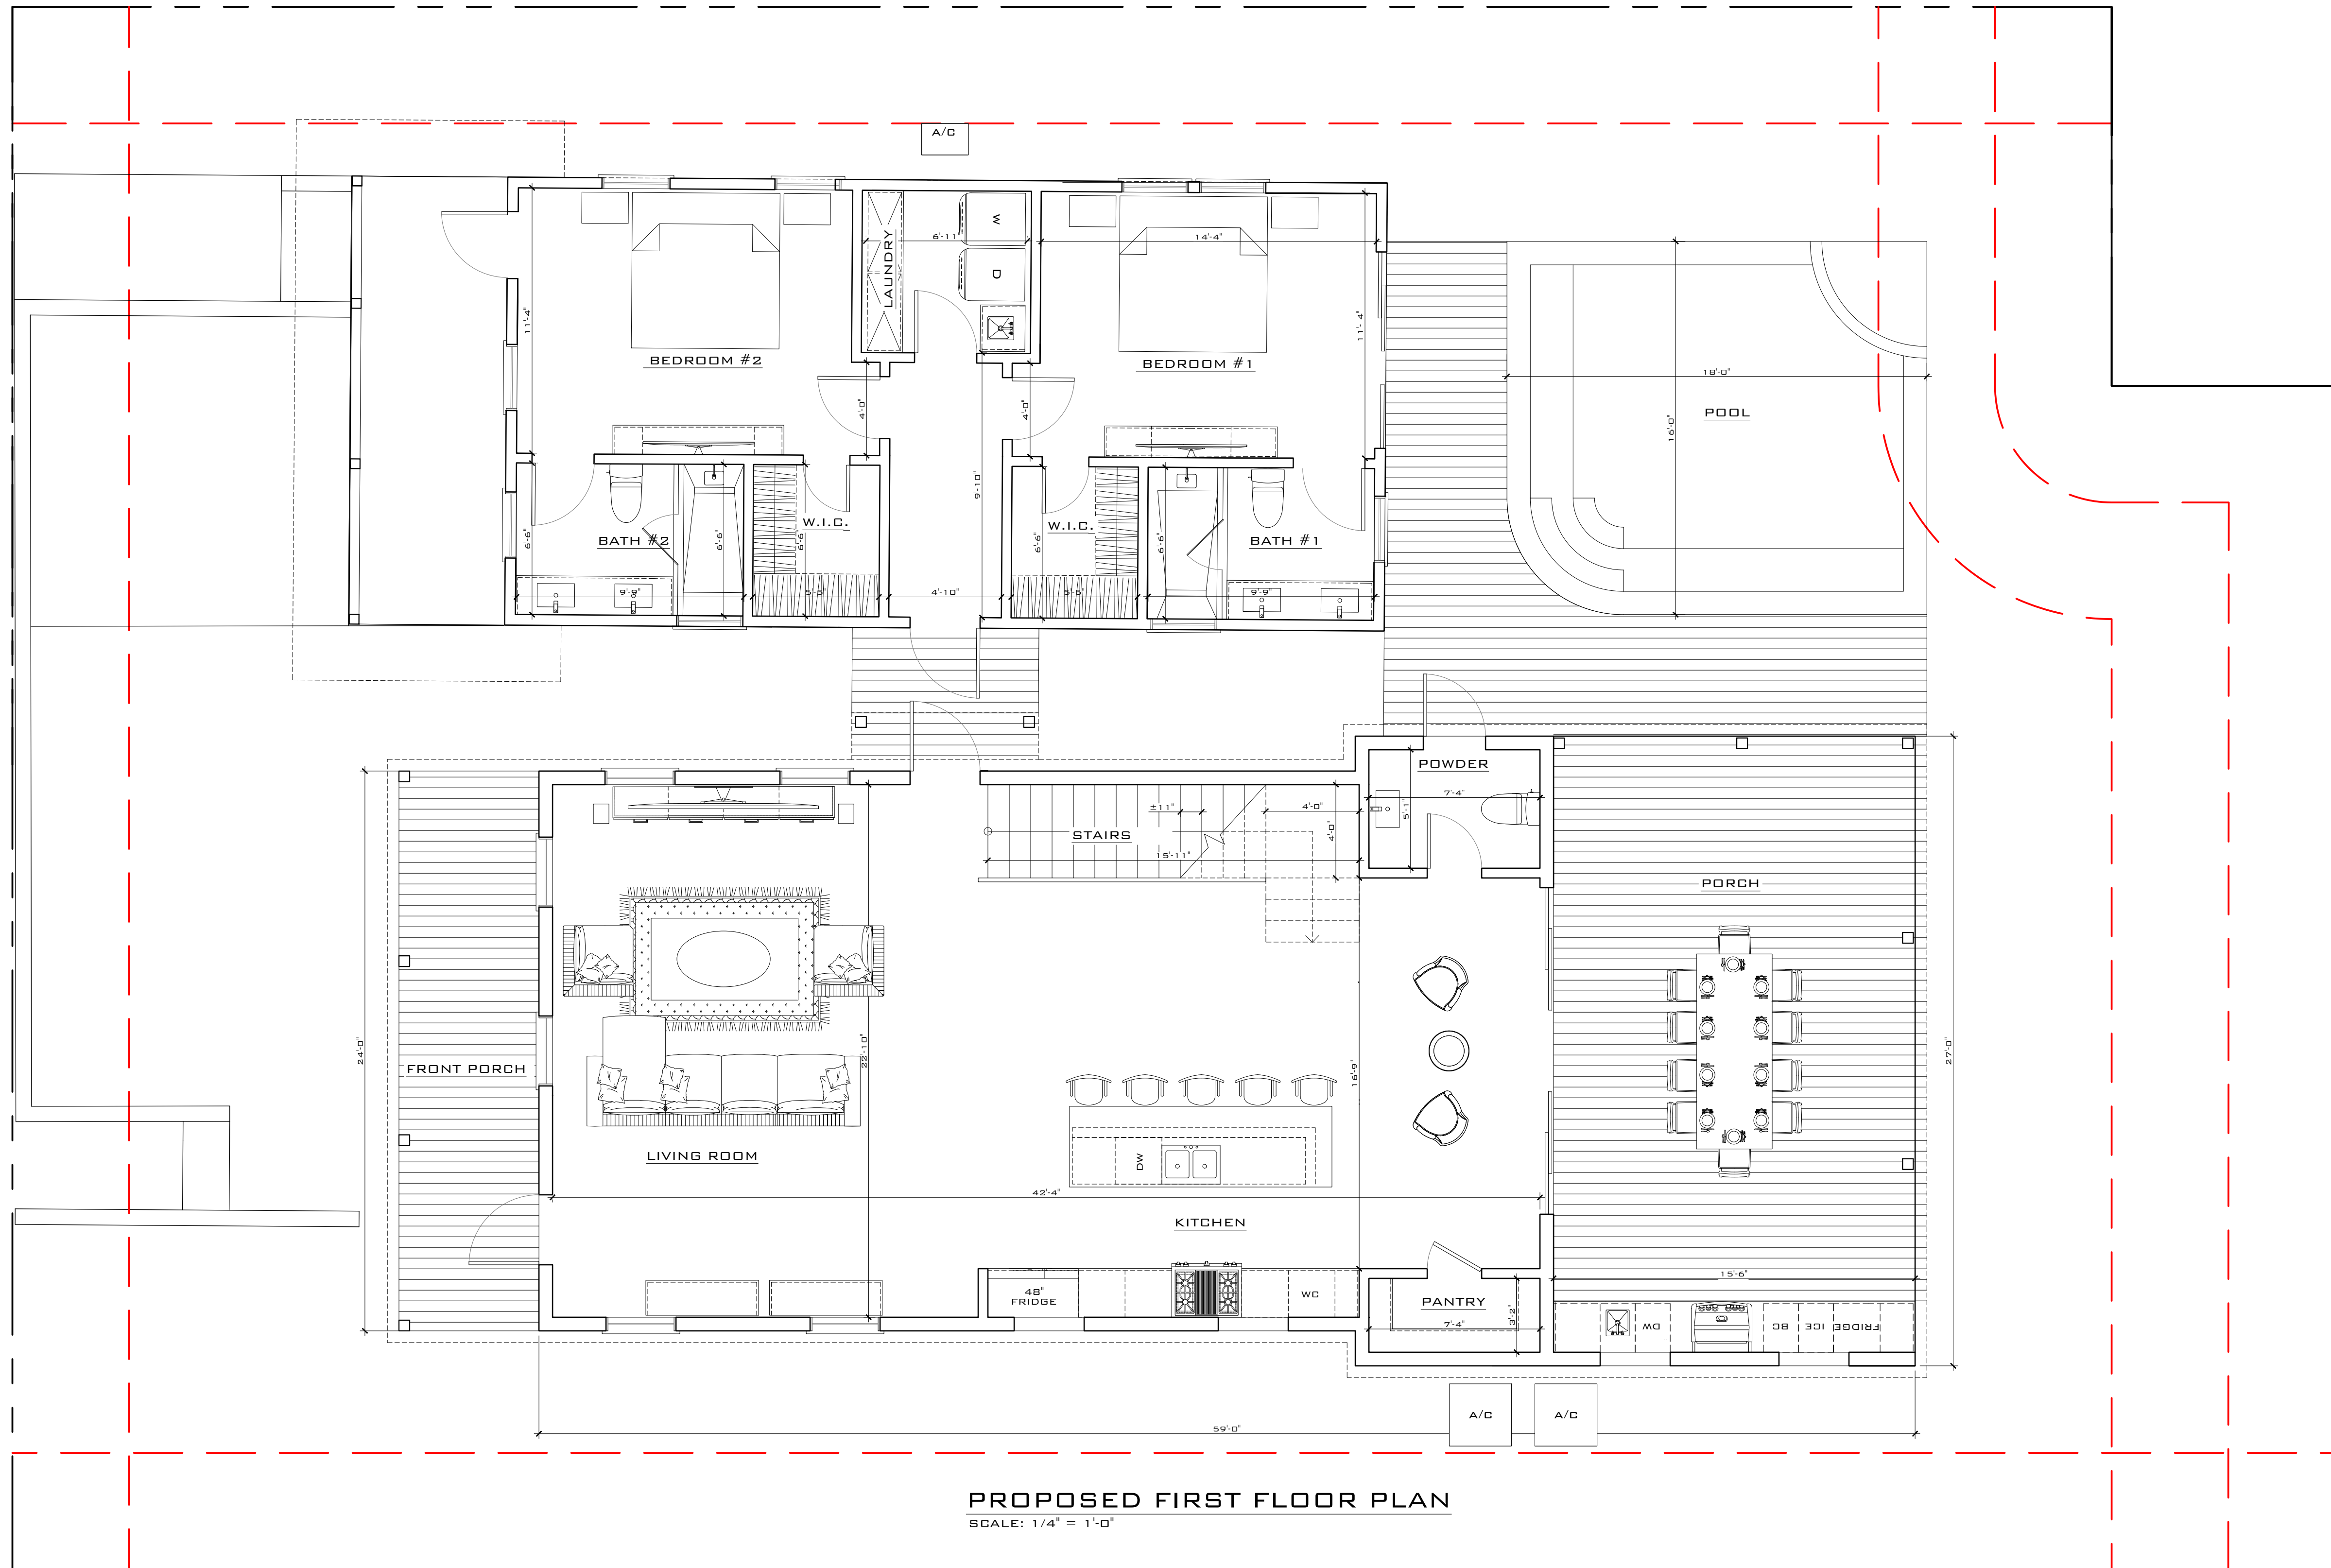 A/C
W
6'-11"
14'-4"
LAUNDRY
D
11'-4"
11'-4"
BEDROOM #2
BEDROOM #1
18'-0"
POOL
16'-0"
4'-0"
4'-0"
9'-10"
W.I.C.
W.I.C.
BATH #2
BATH #1
6'-6"
6'-6"
6'-6"
6'-6"
6'-6"
9'-9"
5'-5"
4'-10"
5'-5"
9'-9"
POWDER
7'-4"
5'-1"
±11"
4'-0"
STAIRS
4'-0"
15'-11"
PORCH
24'-0"
22'-10"
16'-9"
27'-0"
FRONT PORCH
LIVING ROOM
DW
42'-4"
KITCHEN
15'-6"
48"
FRIDGE
WC
PANTRY
3'-2"
7'-4"
DW
BC
ICE
FRIDGE
A/C
A/C
59'-0"
PROPOSED FIRST FLOOR PLAN
SCALE: 1/4" = 1'-0"